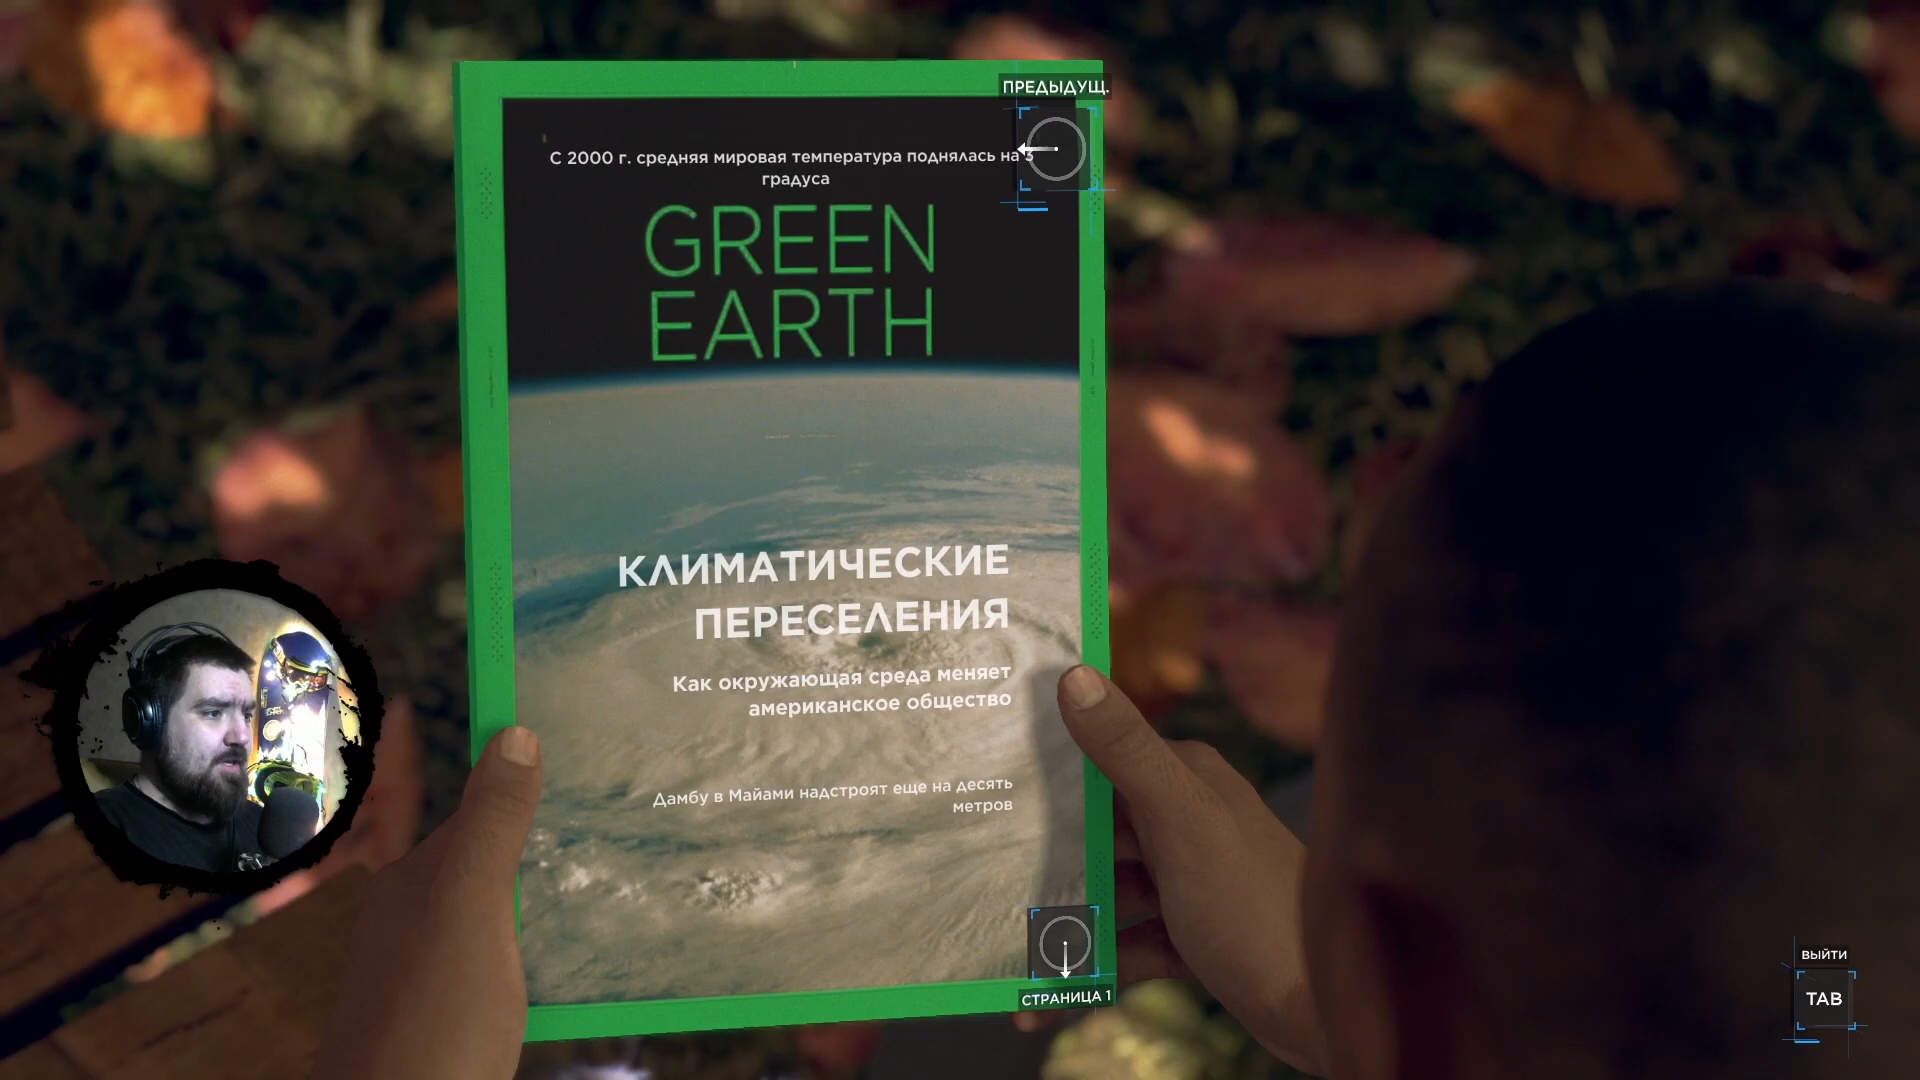 ПРЕДЫДУЩ.
С 2000 г. средняя мировая температура поднялась на 3
градуса
GREEN
EARTH
КЛИМАТИЧЕСКИЕ
ПЕРЕСЕЛЕНИЯ
Как окружающая среда меняет
американское общество
Дамбу в Майами надстроят еще на десять
метров
СТРАНИЦА 1
ВЫЙТИ
TAB